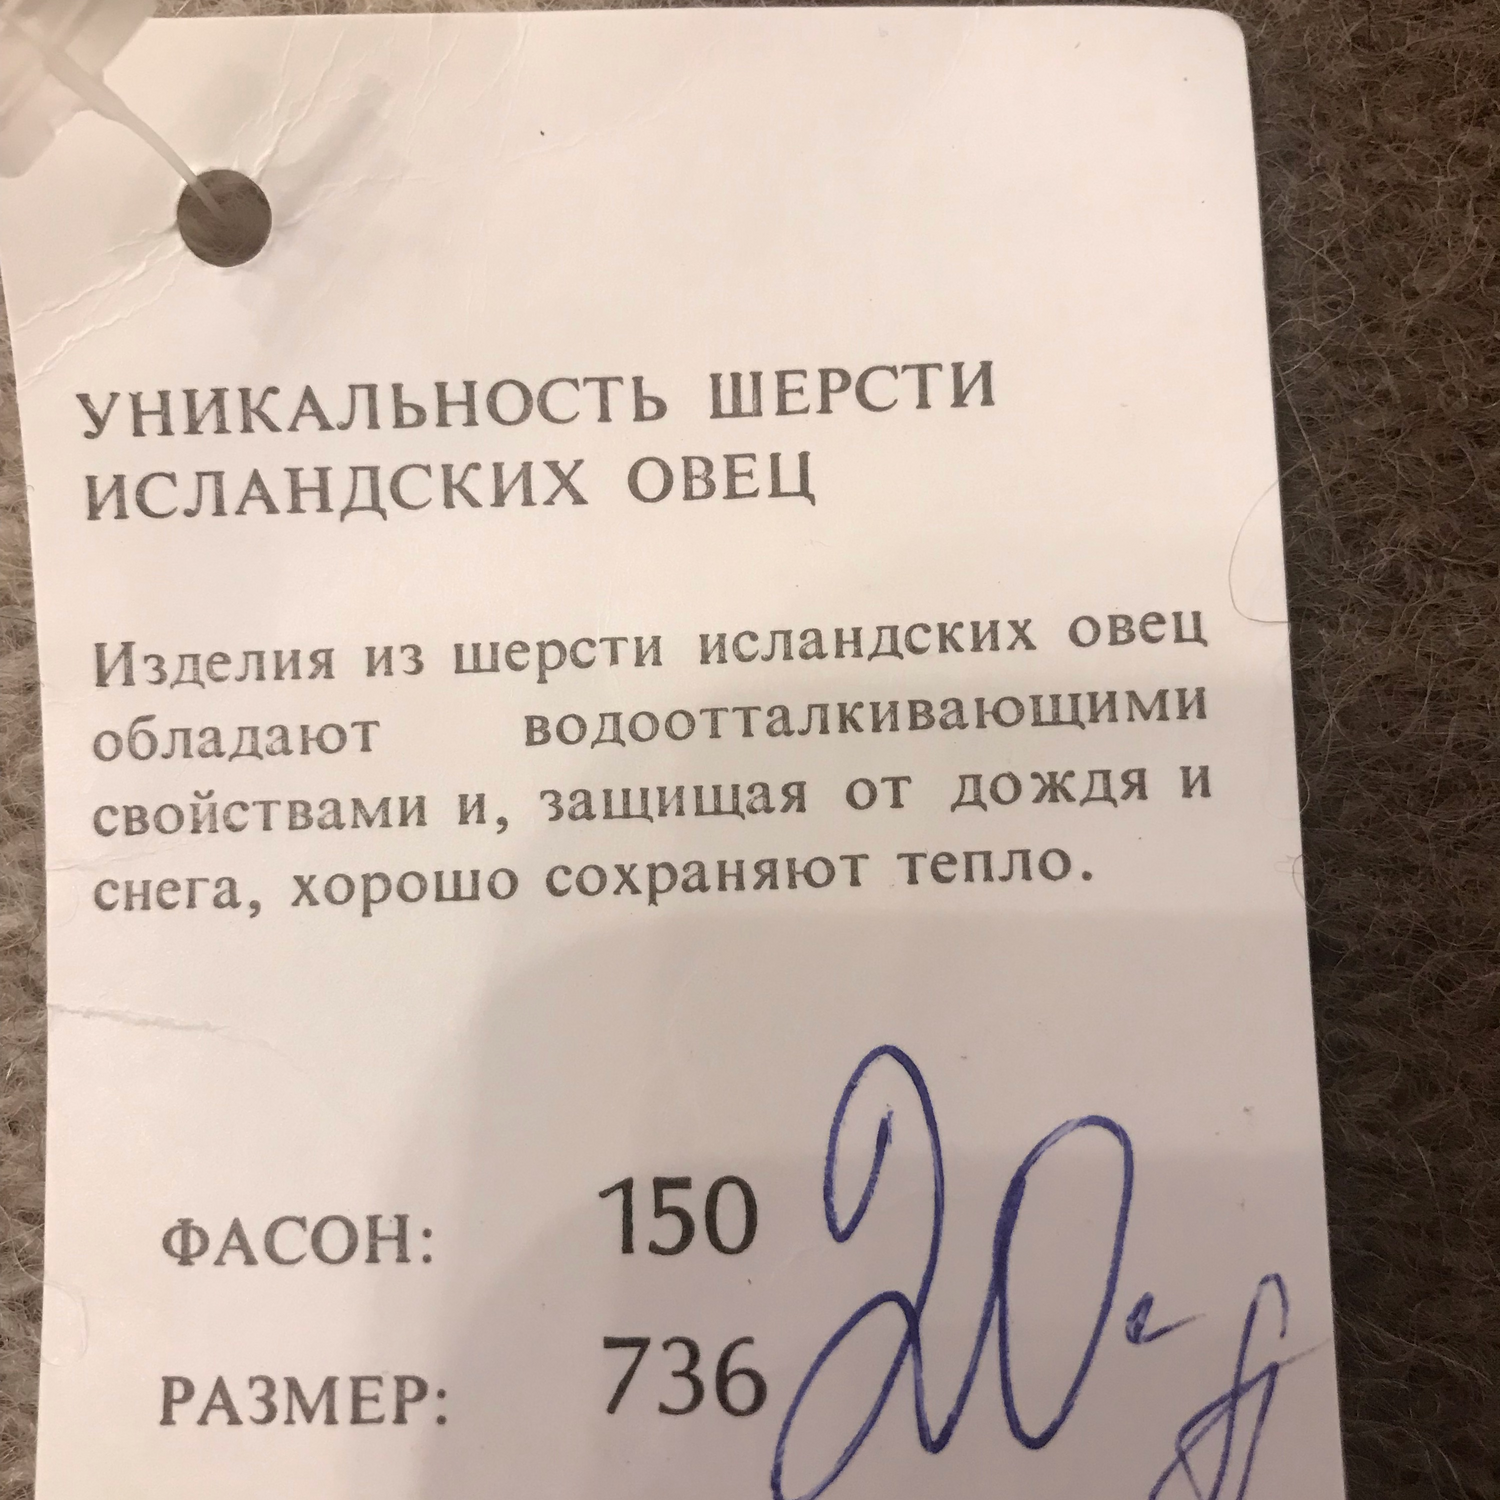 УНИКАЛЬНОСТЬ ШЕРСТИ
ИСЛАНДСКИХ ОВЕЦ
Изделия из шерсти исландских овец
обладают водоотталкивающими
свойствами и, защищая от дождя и
снега, хорошо сохраняют тепло.
ФАСОН: 150
РАЗМЕР: 736